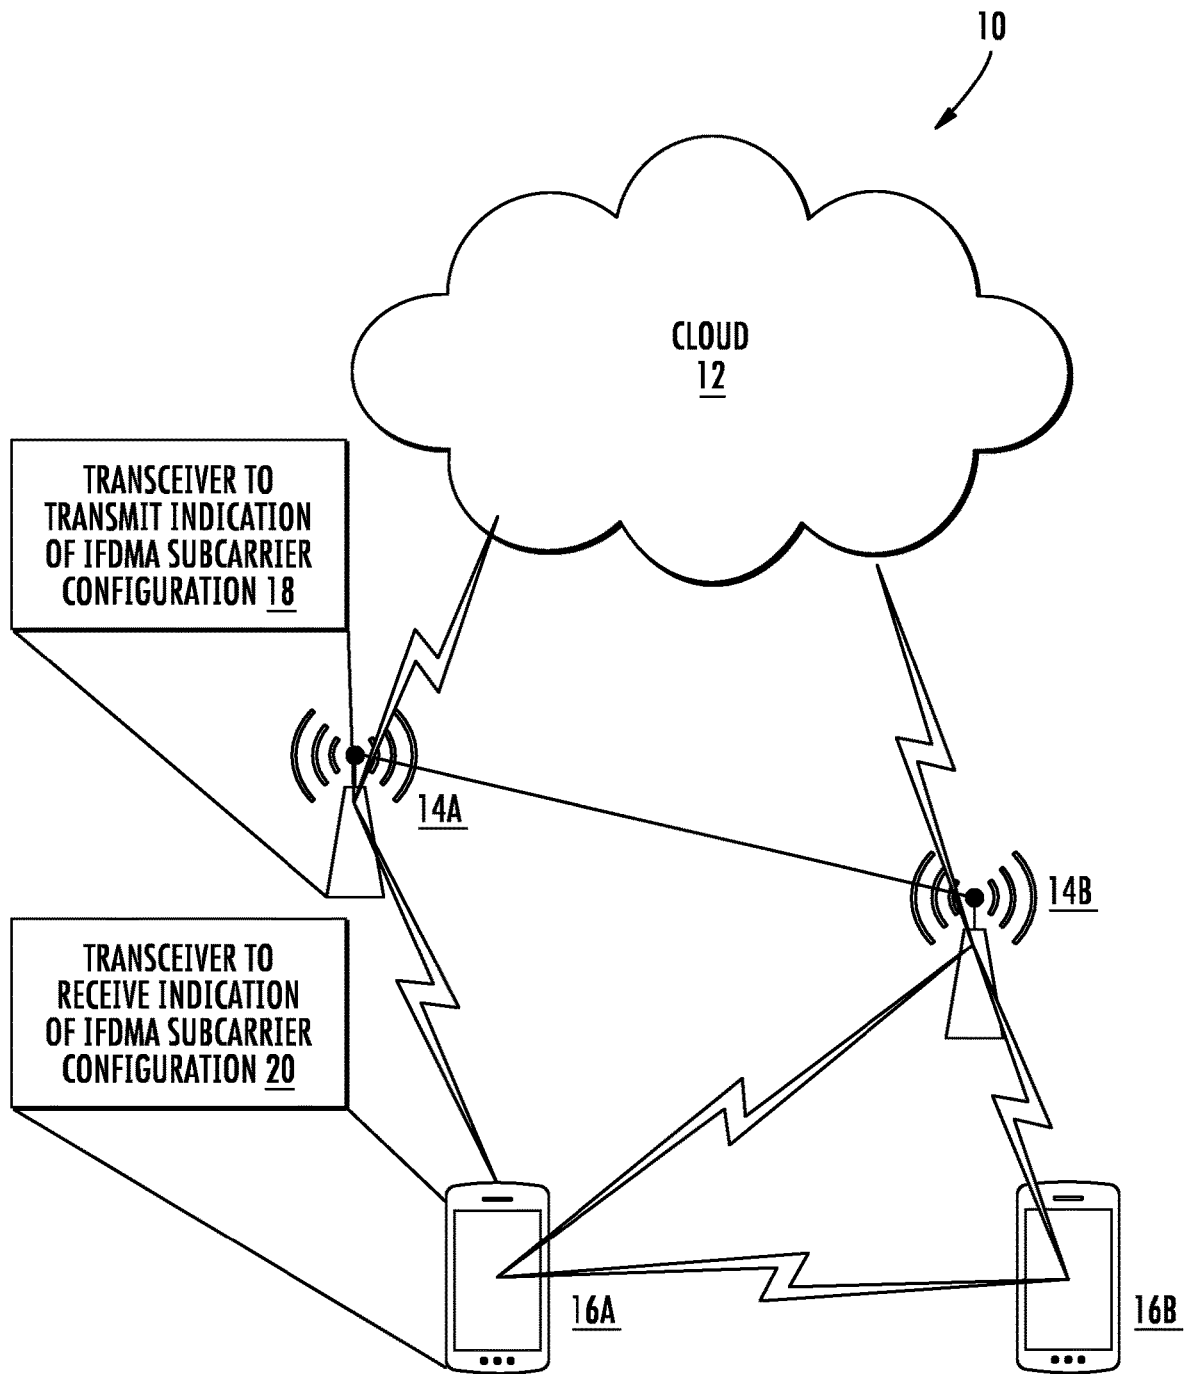 10
CLOUD
12
TRANSCEIVER TO
TRANSMIT INDICATION
OF IFDMA SUBCARRIER
CONFIGURATION 18
14A
14B
TRANSCEIVER TO
RECEIVE INDICATION
OF IFDMA SUBCARRIER
CONFIGURATION 20
16A
16B